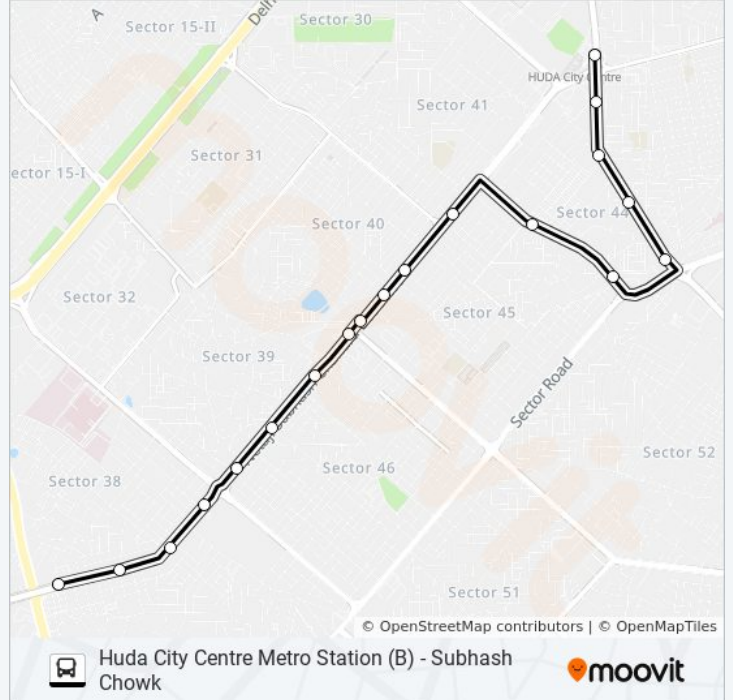 A
Sector 15-II
Sector 30
HUDA City Centre
Sector 41
Sector 31
ector 15-I
Sector 44
Sector 40
Sector 32
Sector 45
Sector 39
Sector Road
Sector 52
Sector 46
Sector 38
Sector 51
© OpenStreetMap contributors | © OpenMapTiles
Huda City Centre Metro Station (B) - Subhash
Chowk
moovit